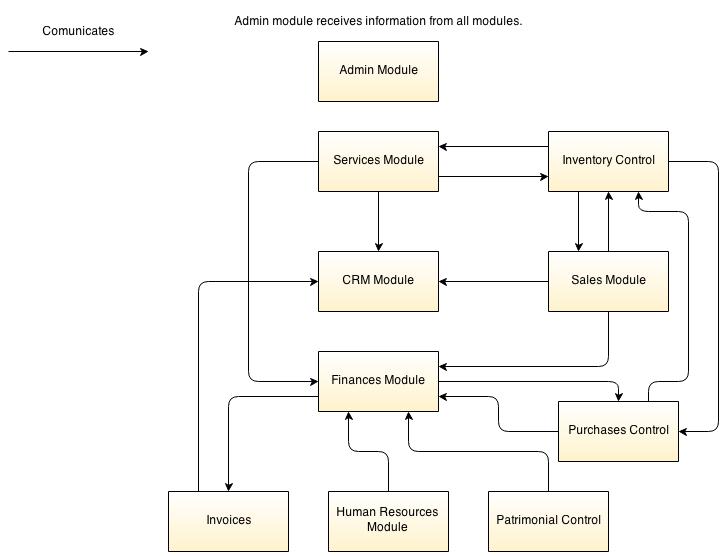 Admin module receives information from all modules.
Comunicates
Admin Module
Services Module
Inventory Control
CRM Module
Sales Module
Finances Module
Purchases Control
Invoices
Human Resources
Module
Patrimonial Control